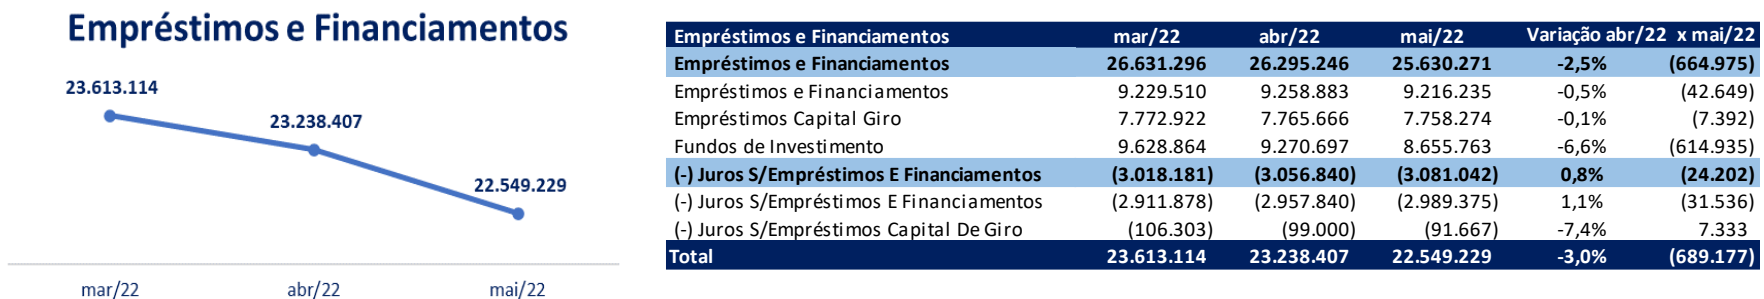 Empréstimos e Financiamentos
23.613.114
23.238.407
22.549.229
mar/22 abr/22 mai/22
Empréstimos e Financiamentos mar/22 abr/22 mai/22 Variação abr/22 x mai/22
Empréstimos e Financiamentos 26.631.296 26.295.246 25.630.271 -2,5% (664.975)
Empréstimos e Financiamentos 9.229.510 9.258.883 9.216.235 -0,5% (42.649)
Empréstimos Capital Giro 7.772.922 7.765.666 7.758.274 -0,1% (7.392)
Fundos de Investimento 9.628.864 9.270.697 8.655.763 -6,6% (614.935)
(-) Juros S/Empréstimos E Financiamentos (3.018.181) (3.056.840) (3.081.042) 0,8% (24.202)
(-) Juros S/Empréstimos E Financiamentos (2.911.878) (2.957.840) (2.989.375) 1,1% (31.536)
(-) Juros S/Empréstimos Capital De Giro (106.303) (99.000) (91.667) -7,4% 7.333
Total 23.613.114 23.238.407 22.549.229 -3,0% (689.177)